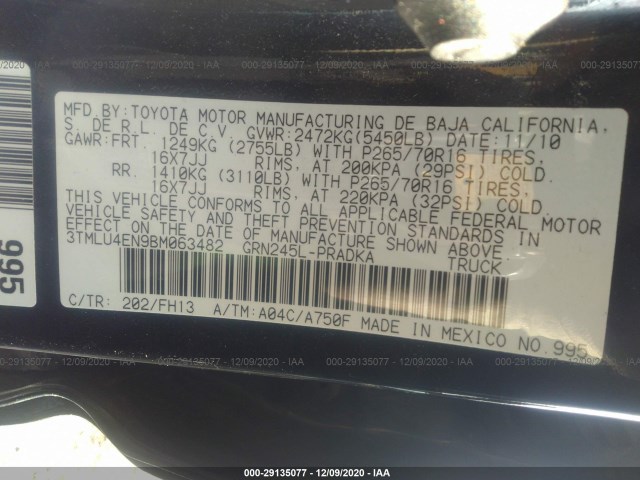 MFD. BY: TOYOTA MOTOR MANUFACTURING DE BAJA CALIFORNIA,
S. DE R.L. DE C.V. GVWR: 2472KG(5450LB) DATE: 11/10
GAWR: FRT. 1249KG (2755LB) WITH P265/70R16 TIRES,
16X7JJ RIMS, AT 200KPA (29PSI) COLD.
RR. 1410KG (3110LB) WITH P265/70R16 TIRES,
16X7JJ RIMS, AT 220KPA (32PSI) COLD.
THIS VEHICLE CONFORMS TO ALL APPLICABLE FEDERAL MOTOR
VEHICLE SAFETY AND THEFT PREVENTION STANDARDS IN
EFFECT ON THE DATE OF MANUFACTURE SHOWN ABOVE.
3TMLU4EN9BM063482 GRN245L-PRADKA TRUCK
C/TR: 202/FH13 A/TM: A04C/A750F MADE IN MEXICO NO. 995
995
000-29135077 - 12/09/2020 - IAA